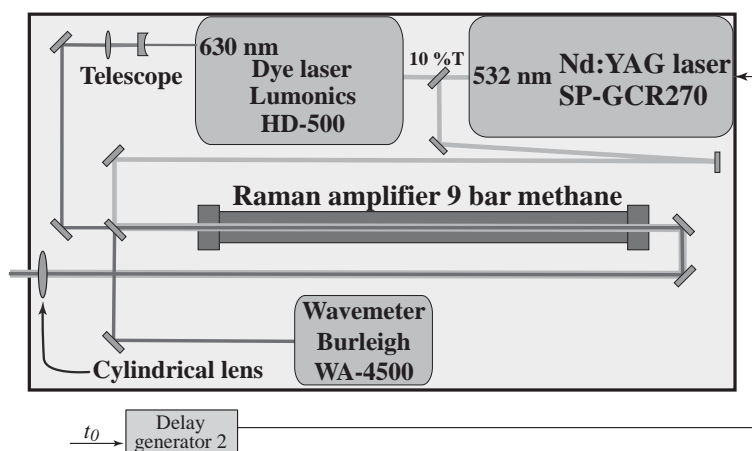 630 nm
Dye laser
Lumonics
HD-500
10 %T
532 nm
Nd:YAG laser
SP-GCR270
Telescope
Raman amplifier 9 bar methane
Wavemeter
Burleigh
WA-4500
Cylindrical lens
t0
Delay
generator 2